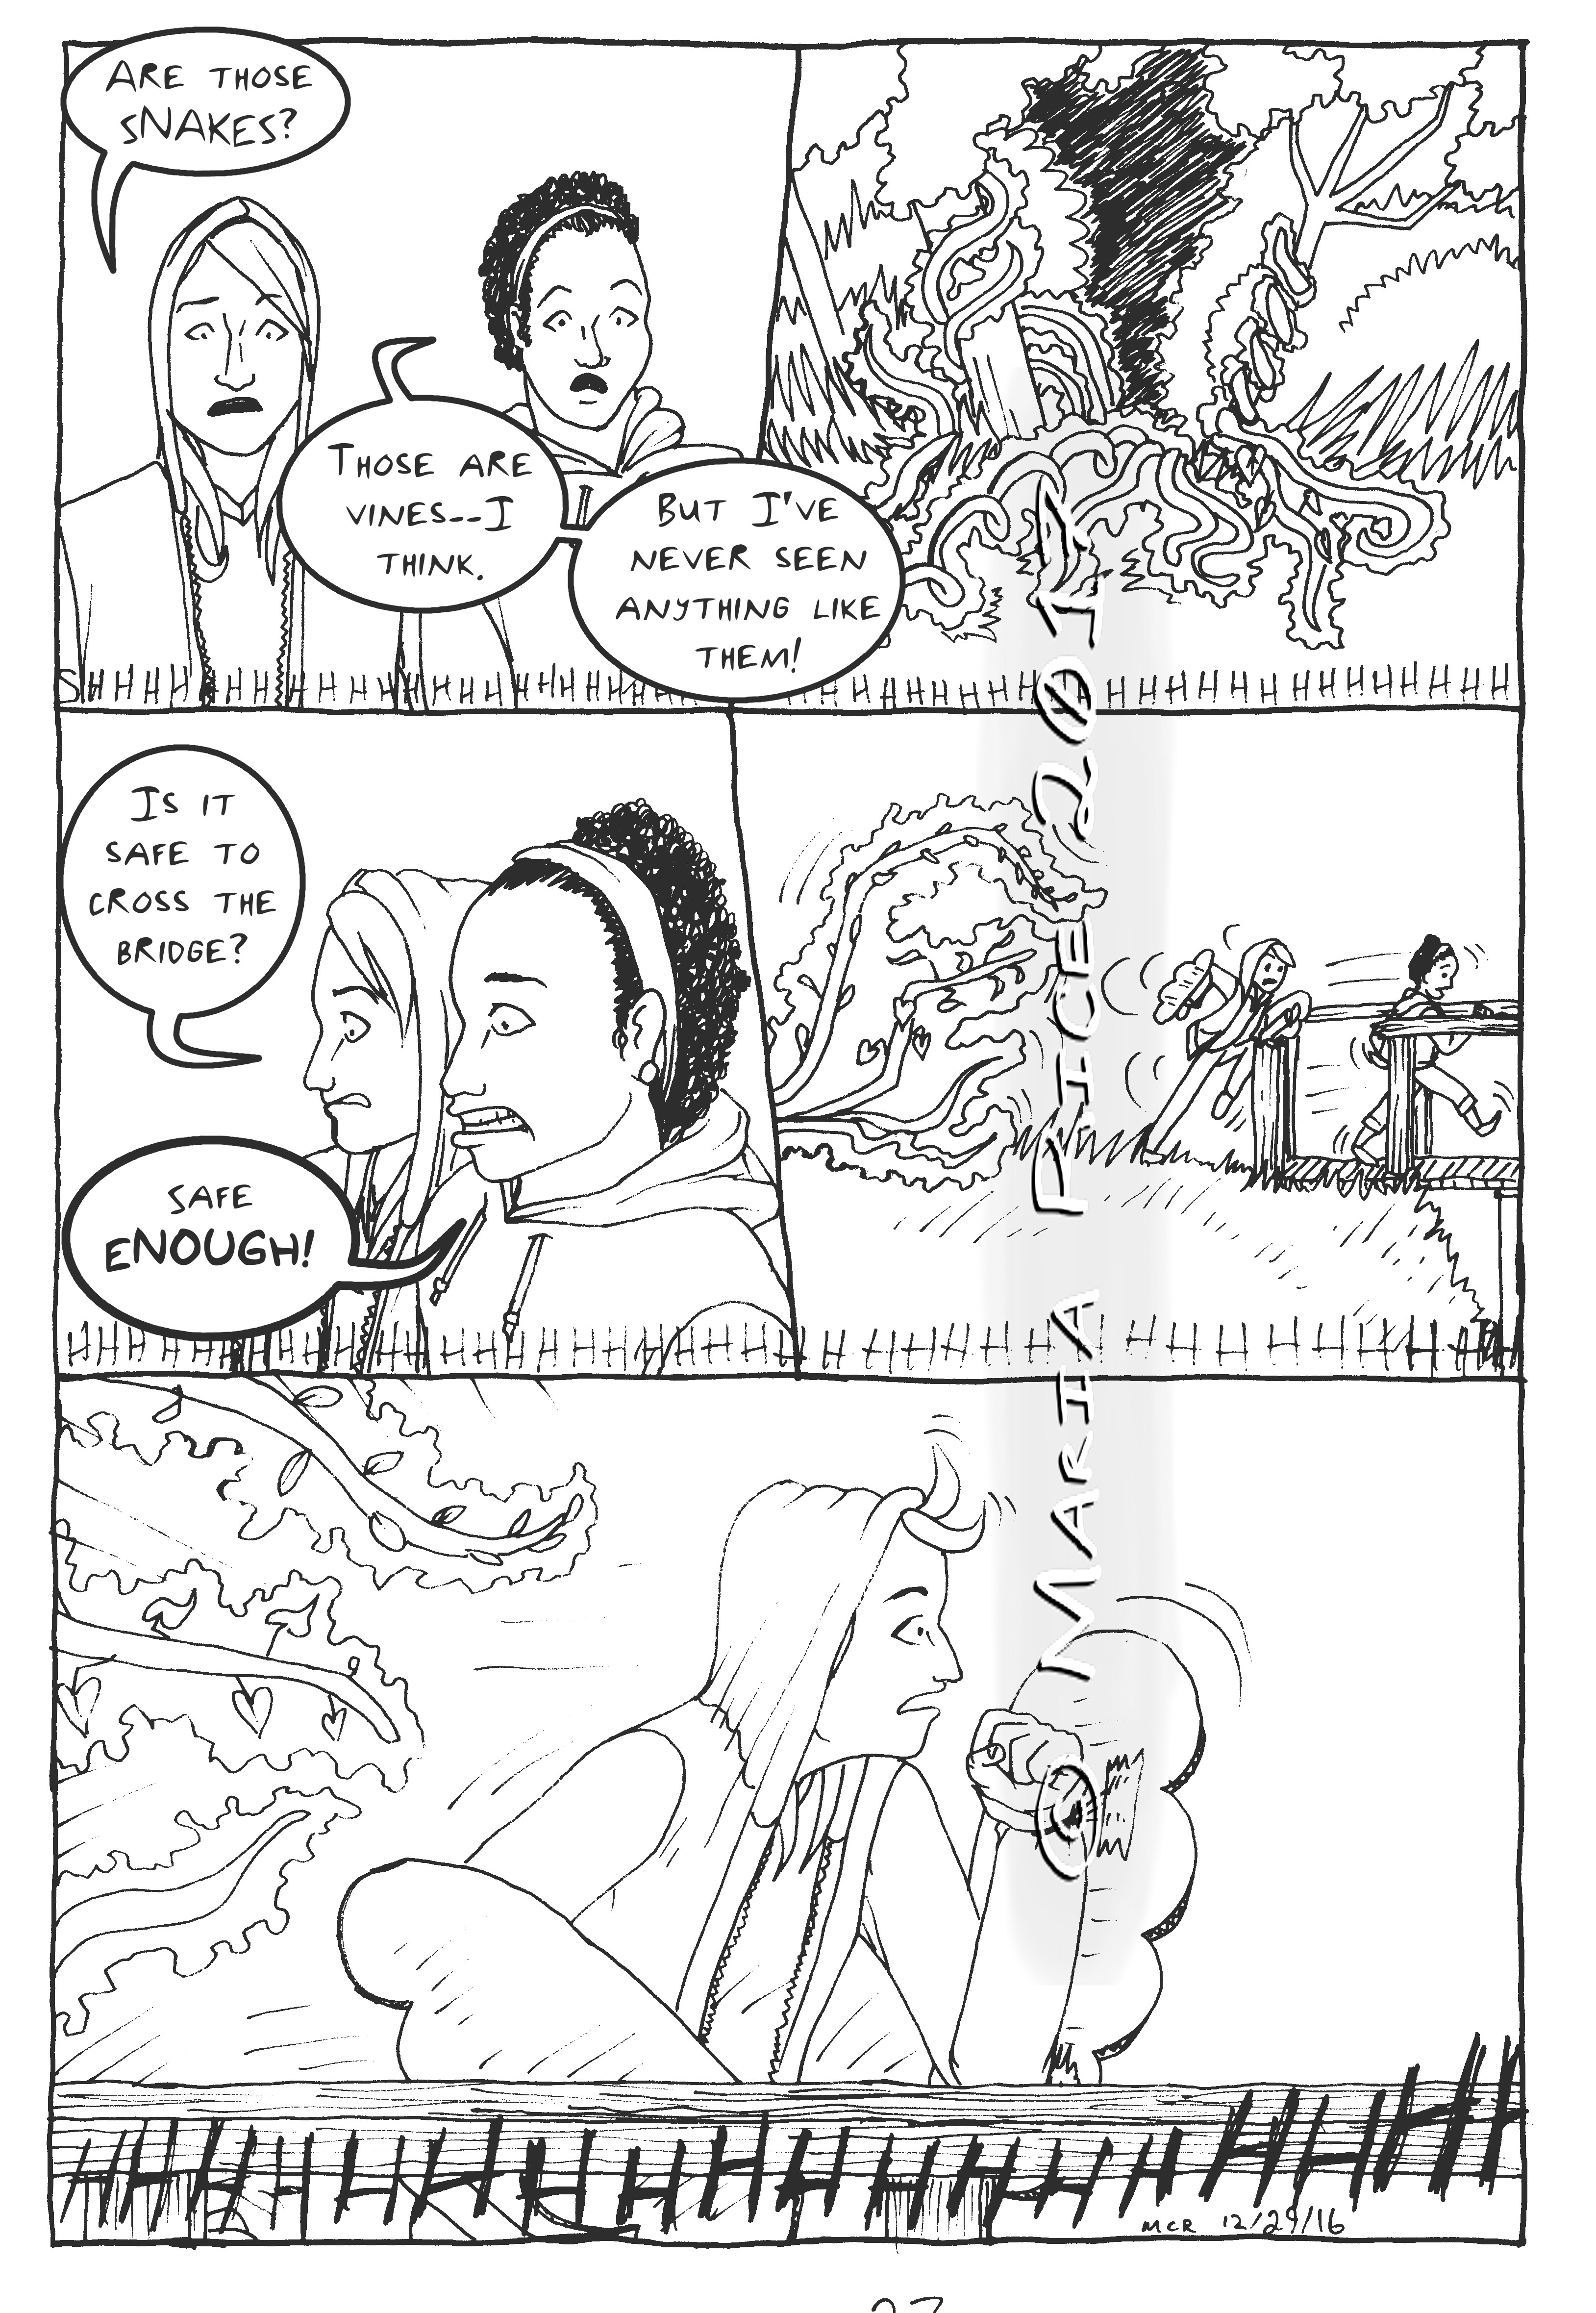 ARE THOSE
SNAKES?
THOSE ARE
VINES--I
THINK.
BUT I'VE
NEVER SEEN
ANYTHING LIKE
THEM!
IS IT
SAFE TO
CROSS THE
BRIDGE?
SAFE
ENOUGH!
© MARIA RICE 2017
MCR 12/29/16